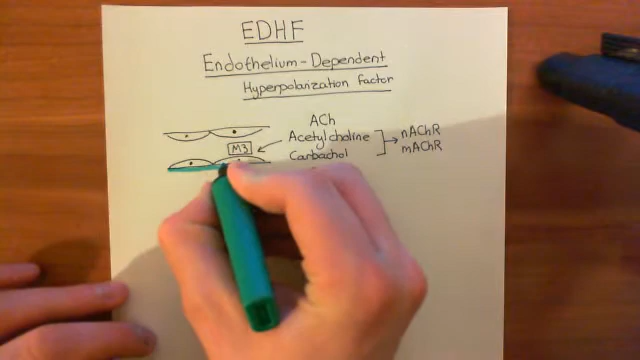 EDHF
Endothelium-Dependent
Hyperpolarization factor
ACh
Acetylcholine
nAChR
M3
Carbachol
mAChR